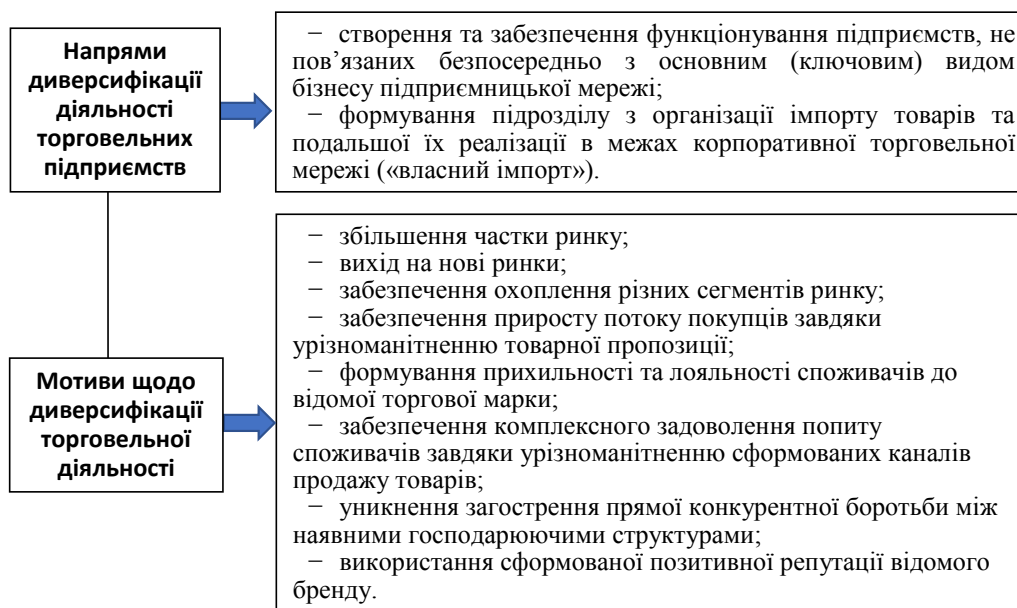 Напрями
диверсифікації
діяльності
торговельних
підприємств
− створення та забезпечення функціонування підприємств, не
пов’язаних безпосередньо з основним (ключовим) видом
бізнесу підприємницької мережі;
− формування підрозділу з організації імпорту товарів та
подальшої їх реалізації в межах корпоративної торговельної
мережі («власний імпорт»).
Мотиви щодо
диверсифікації
торговельної
діяльності
− збільшення частки ринку;
− вихід на нові ринки;
− забезпечення охоплення різних сегментів ринку;
− забезпечення приросту потоку покупців завдяки
урізноманітненню товарної пропозиції;
− формування прихильності та лояльності споживачів до
відомої торгової марки;
− забезпечення комплексного задоволення попиту
споживачів завдяки урізноманітненню сформованих каналів
продажу товарів;
− уникнення загострення прямої конкурентної боротьби між
наявними господарюючими структурами;
− використання сформованої позитивної репутації відомого
бренду.